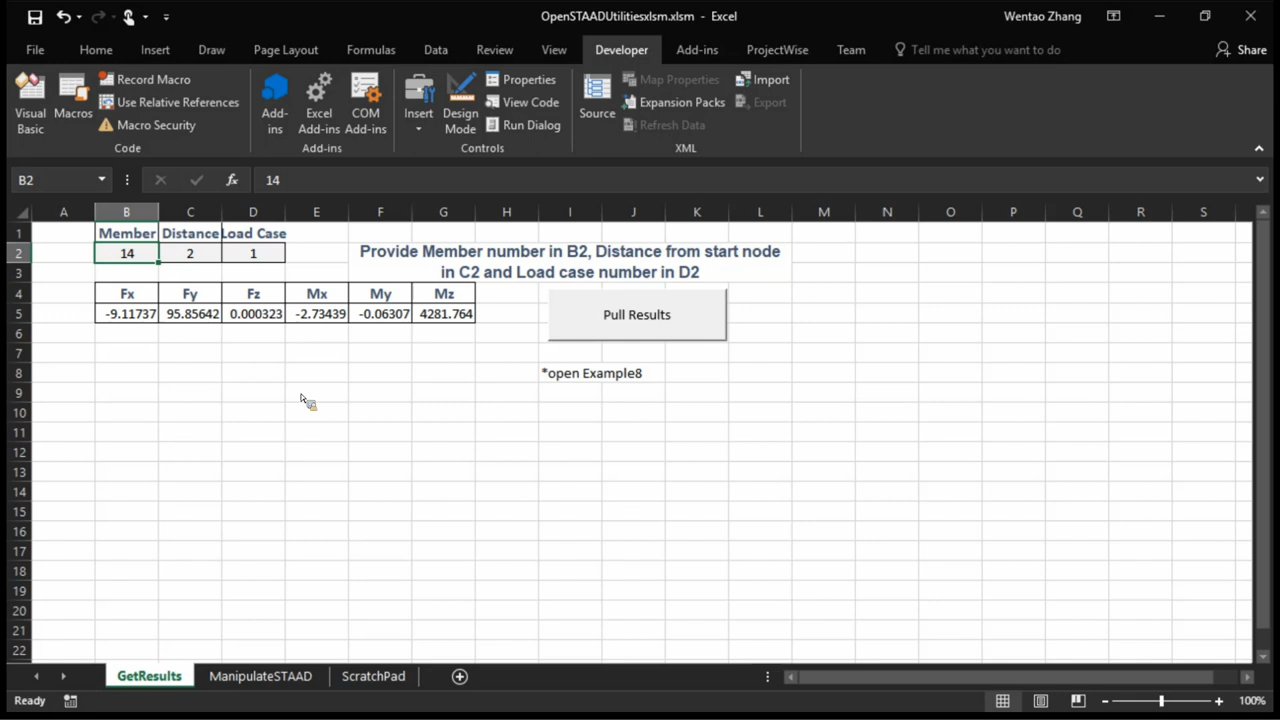 OpenSTAADUtilitiesxlsm.xlsm - Excel
Wentao Zhang
File Home Insert Draw Page Layout Formulas Data Review View Developer Add-ins ProjectWise Team Tell me what you want to do Share
Visual Basic
Macros
Record Macro
Use Relative References
Macro Security
Code
Add-ins
Excel Add-ins
COM Add-ins
Add-ins
Insert
Design Mode
Properties
View Code
Run Dialog
Controls
Source
Map Properties
Expansion Packs
Refresh Data
Import
Export
XML
B2 fx 14
A B C D E F G H I J K L M N O P Q R S
1 Member Distance Load Case
2 14 2 1
Provide Member number in B2, Distance from start node
3 in C2 and Load case number in D2
4 Fx Fy Fz Mx My Mz
5 -9.11737 95.85642 0.000323 -2.73439 -0.06307 4281.764
Pull Results
6
7
8 *open Example8
9
10
11
12
13
14
15
16
17
18
19
20
21
22
GetResults ManipulateSTAAD ScratchPad
Ready 100%